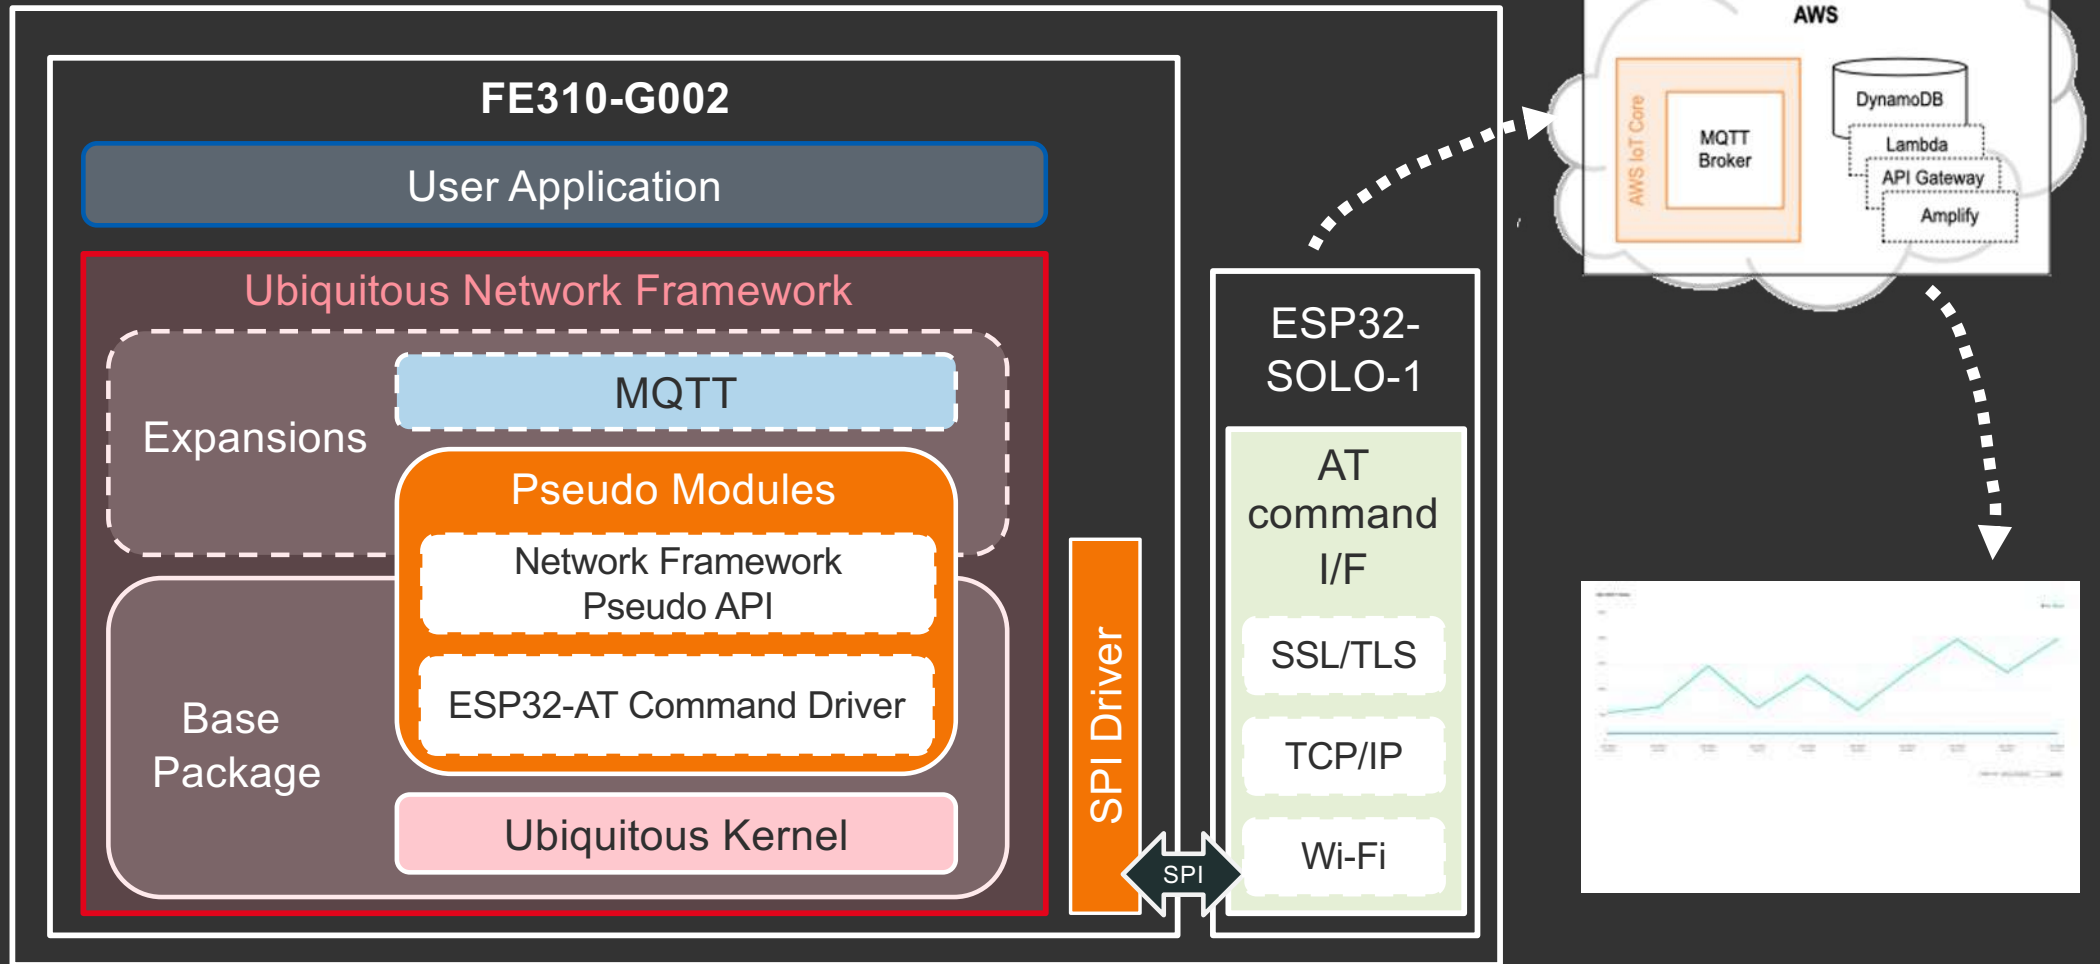 FE310-G002
User Application
Ubiquitous Network Framework
Expansions
MQTT
Pseudo Modules
Network Framework
Pseudo API
ESP32-AT Command Driver
Base
Package
Ubiquitous Kernel
SPI Driver
SPI
ESP32-
SOLO-1
AT
command
I/F
SSL/TLS
TCP/IP
Wi-Fi
AWS
AWS IoT Core
MQTT
Broker
DynamoDB
Lambda
API Gateway
Amplify